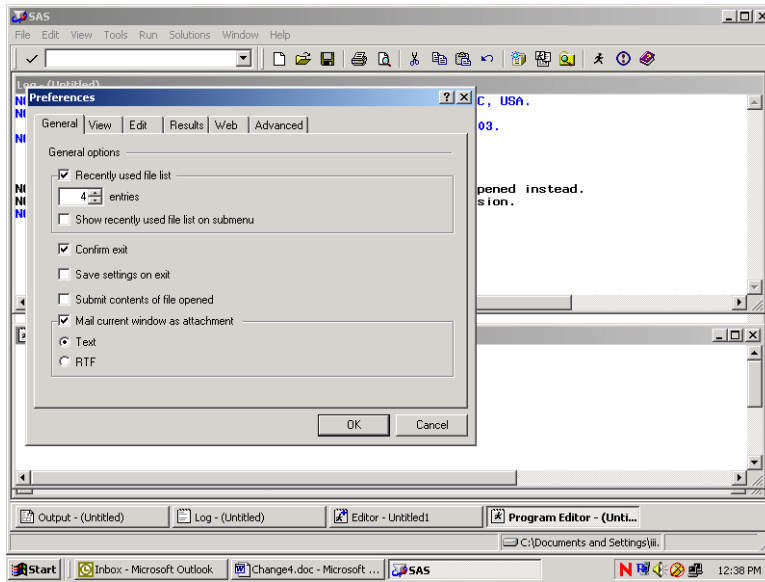 SAS
File Edit View Tools Run Solutions Window Help
Log - (Untitled)
C, USA.
03.
pened instead.
sion.
Preferences
General View Edit Results Web Advanced
General options
Recently used file list
4 entries
Show recently used file list on submenu
Confirm exit
Save settings on exit
Submit contents of file opened
Mail current window as attachment
Text
RTF
OK Cancel
Output - (Untitled) Log - (Untitled) Editor - Untitled1 Program Editor - (Unti...
C:\Documents and Settings\iii.
Start Inbox - Microsoft Outlook Change4.doc - Microsoft ... SAS N 12:38 PM